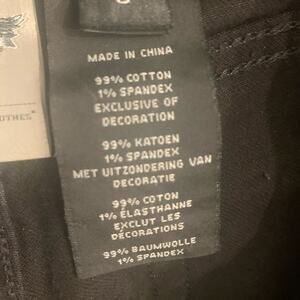 OTHES"
MADE IN CHINA
99% COTTON
1% SPANDEX
EXCLUSIVE OF
DECORATION
99% KATOEN
1% SPANDEX
MET UITZONDERING VAN
DECORATIE
99% COTON
1% ÉLASTHANNE
EXCLUT LES
DÉCORATIONS
99% BAUMWOLLE
1% SPANDEX